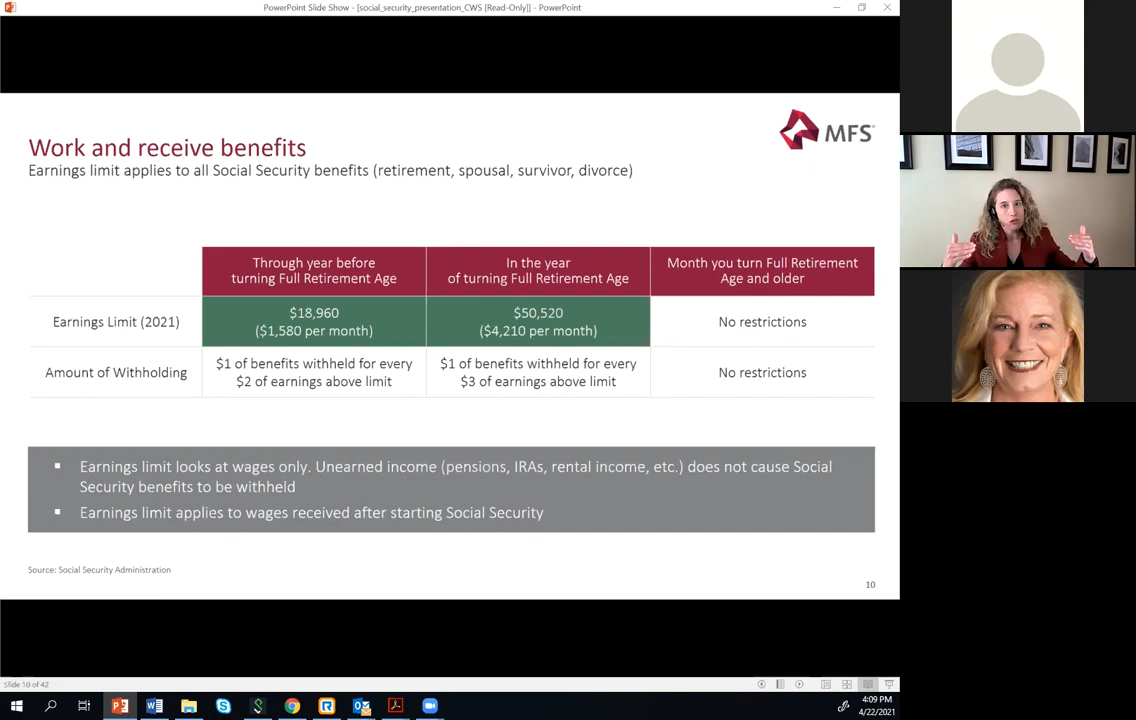 PowerPoint Slide Show - [social_security_presentation_CWS [Read-Only]] - PowerPoint
MFS
Work and receive benefits
Earnings limit applies to all Social Security benefits (retirement, spousal, survivor, divorce)
Through year before
turning Full Retirement Age
In the year
of turning Full Retirement Age
Month you turn Full Retirement
Age and older
Earnings Limit (2021)
$18,960
($1,580 per month)
$50,520
($4,210 per month)
No restrictions
Amount of Withholding
$1 of benefits withheld for every
$2 of earnings above limit
$1 of benefits withheld for every
$3 of earnings above limit
No restrictions
▪ Earnings limit looks at wages only. Unearned income (pensions, IRAs, rental income, etc.) does not cause Social
Security benefits to be withheld
▪ Earnings limit applies to wages received after starting Social Security
Source: Social Security Administration
10
Slide 10 of 42
4:09 PM
4/22/2021